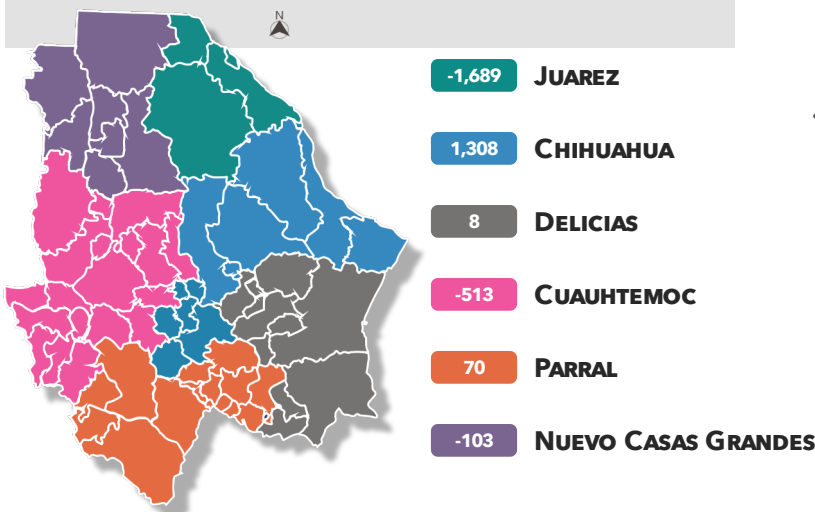 N
-1,689 JUAREZ
1,308 CHIHUAHUA
8 DELICIAS
-513 CUAUHTEMOC
70 PARRAL
-103 NUEVO CASAS GRANDES